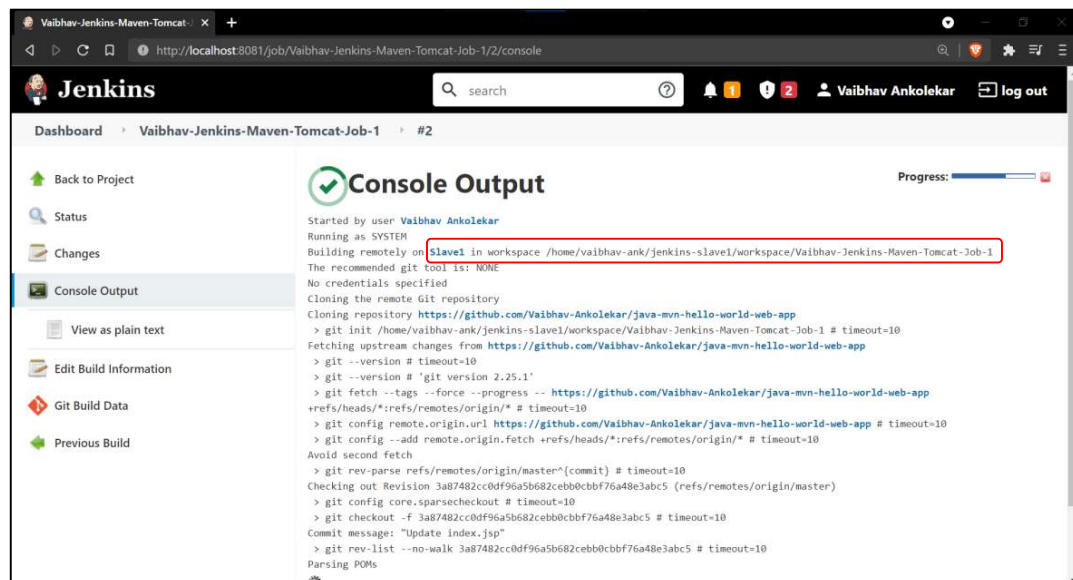 Vaibhav-Jenkins-Maven-Tomcat-J
http://localhost:8081/job/Vaibhav-Jenkins-Maven-Tomcat-Job-1/2/console
Jenkins
search
1
2
Vaibhav Ankolekar
log out
Dashboard
Vaibhav-Jenkins-Maven-Tomcat-Job-1
#2
Back to Project
Status
Changes
Console Output
View as plain text
Edit Build Information
Git Build Data
Previous Build
Console Output
Progress:
Started by user Vaibhav Ankolekar
Running as SYSTEM
Building remotely on Slave1 in workspace /home/vaibhav-ank/jenkins-slave1/workspace/Vaibhav-Jenkins-Maven-Tomcat-Job-1
The recommended git tool is: NONE
No credentials specified
Cloning the remote Git repository
Cloning repository https://github.com/Vaibhav-Ankolekar/java-mvn-hello-world-web-app
> git init /home/vaibhav-ank/jenkins-slave1/workspace/Vaibhav-Jenkins-Maven-Tomcat-Job-1 # timeout=10
Fetching upstream changes from https://github.com/Vaibhav-Ankolekar/java-mvn-hello-world-web-app
> git --version # timeout=10
> git --version # 'git version 2.25.1'
> git fetch --tags --force --progress -- https://github.com/Vaibhav-Ankolekar/java-mvn-hello-world-web-app
+refs/heads/*:refs/remotes/origin/* # timeout=10
> git config remote.origin.url https://github.com/Vaibhav-Ankolekar/java-mvn-hello-world-web-app # timeout=10
> git config --add remote.origin.fetch +refs/heads/*:refs/remotes/origin/* # timeout=10
Avoid second fetch
> git rev-parse refs/remotes/origin/master^{commit} # timeout=10
Checking out Revision 3a87482cc0df96a5b682cebb0cbbf76a48e3abc5 (refs/remotes/origin/master)
> git config core.sparsecheckout # timeout=10
> git checkout -f 3a87482cc0df96a5b682cebb0cbbf76a48e3abc5 # timeout=10
Commit message: "Update index.jsp"
> git rev-list --no-walk 3a87482cc0df96a5b682cebb0cbbf76a48e3abc5 # timeout=10
Parsing POMs